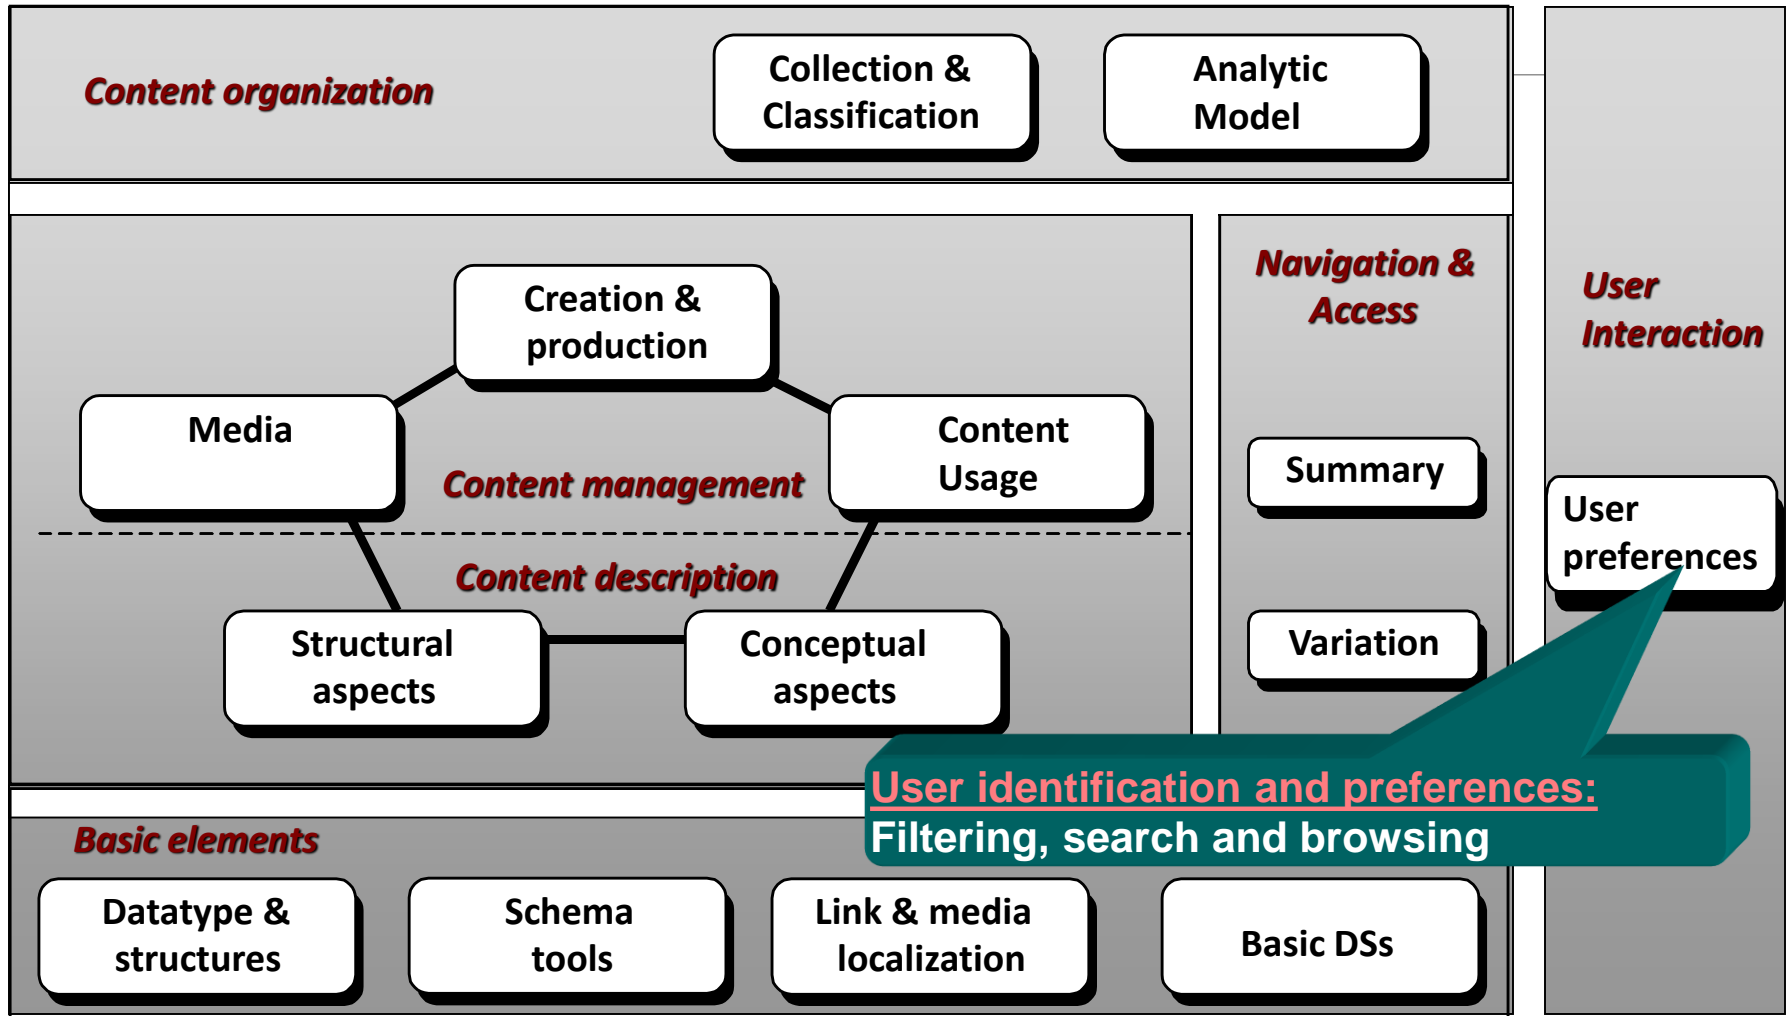 Content organization
Collection &
Classification
Analytic
Model
Creation &
production
Media
Content
Usage
Content management
Content description
Structural
aspects
Conceptual
aspects
Navigation &
Access
Summary
Variation
User
Interaction
User
preferences
User identification and preferences:
Filtering, search and browsing
Basic elements
Datatype &
structures
Schema
tools
Link & media
localization
Basic DSs